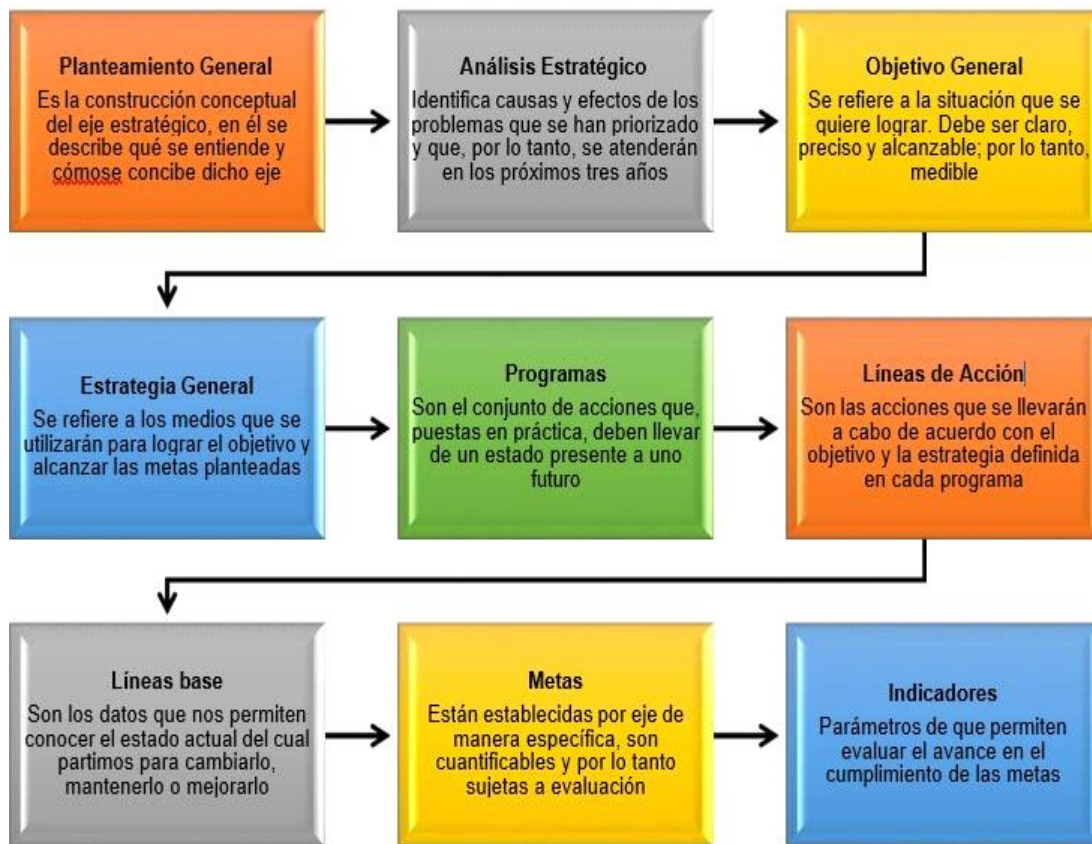 Planteamiento General
Es la construcción conceptual
del eje estratégico, en él se
describe qué se entiende y
cómose concibe dicho eje
Análisis Estratégico
Identifica causas y efectos de los
problemas que se han priorizado
y que, por lo tanto, se atenderán
en los próximos tres años
Objetivo General
Se refiere a la situación que se
quiere lograr. Debe ser claro,
preciso y alcanzable; por lo tanto,
medible
Estrategia General
Se refiere a los medios que se
utilizarán para lograr el objetivo y
alcanzar las metas planteadas
Programas
Son el conjunto de acciones que,
puestas en práctica, deben llevar
de un estado presente a uno
futuro
Líneas de Acción
Son las acciones que se llevarán
a cabo de acuerdo con el
objetivo y la estrategia definida
en cada programa
Líneas base
Son los datos que nos permiten
conocer el estado actual del cual
partimos para cambiarlo,
mantenerlo o mejorarlo
Metas
Están establecidas por eje de
manera específica, son
cuantificables y por lo tanto
sujetas a evaluación
Indicadores
Parámetros de que permiten
evaluar el avance en el
cumplimiento de las metas